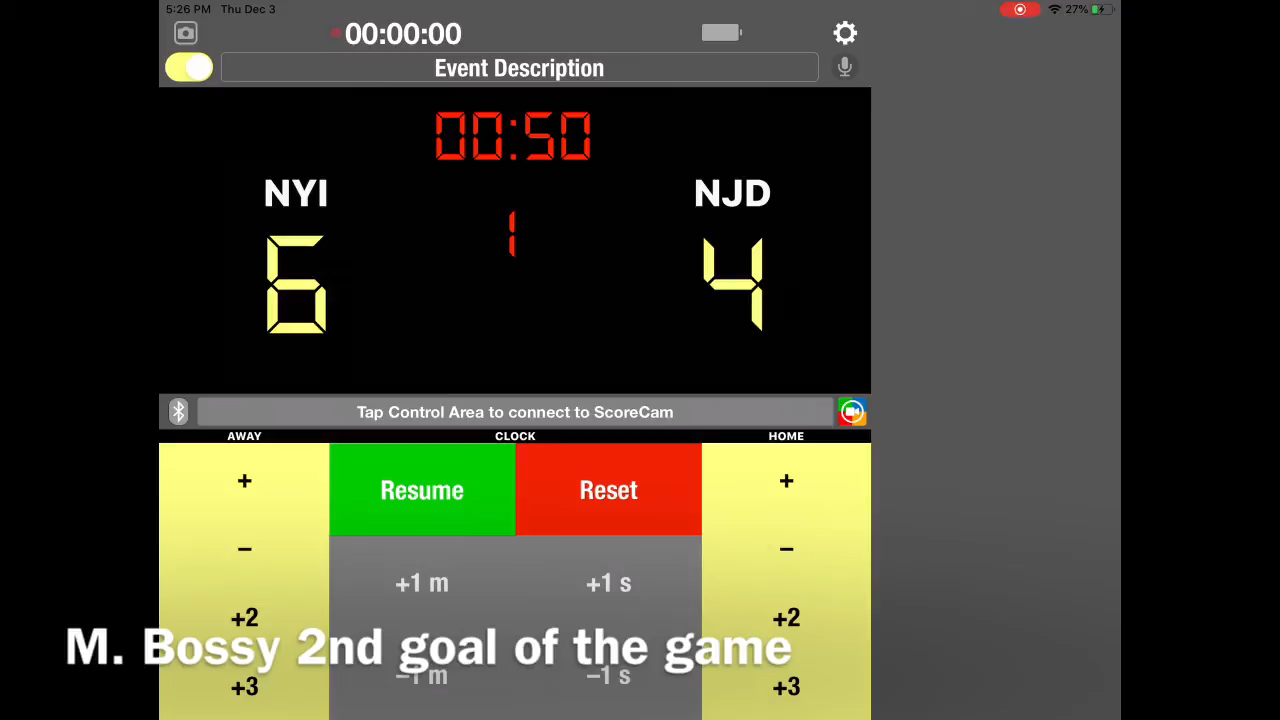 5:26 PM Thu Dec 3
27%
00:00:00
Event Description
00:50
NYI
NJD
1
6
4
Tap Control Area to connect to ScoreCam
AWAY
CLOCK
HOME
+
Resume
Reset
+
−
−
+1 m
+1 s
+2
+2
M. Bossy 2nd goal of the game
−1 m
−1 s
+3
+3